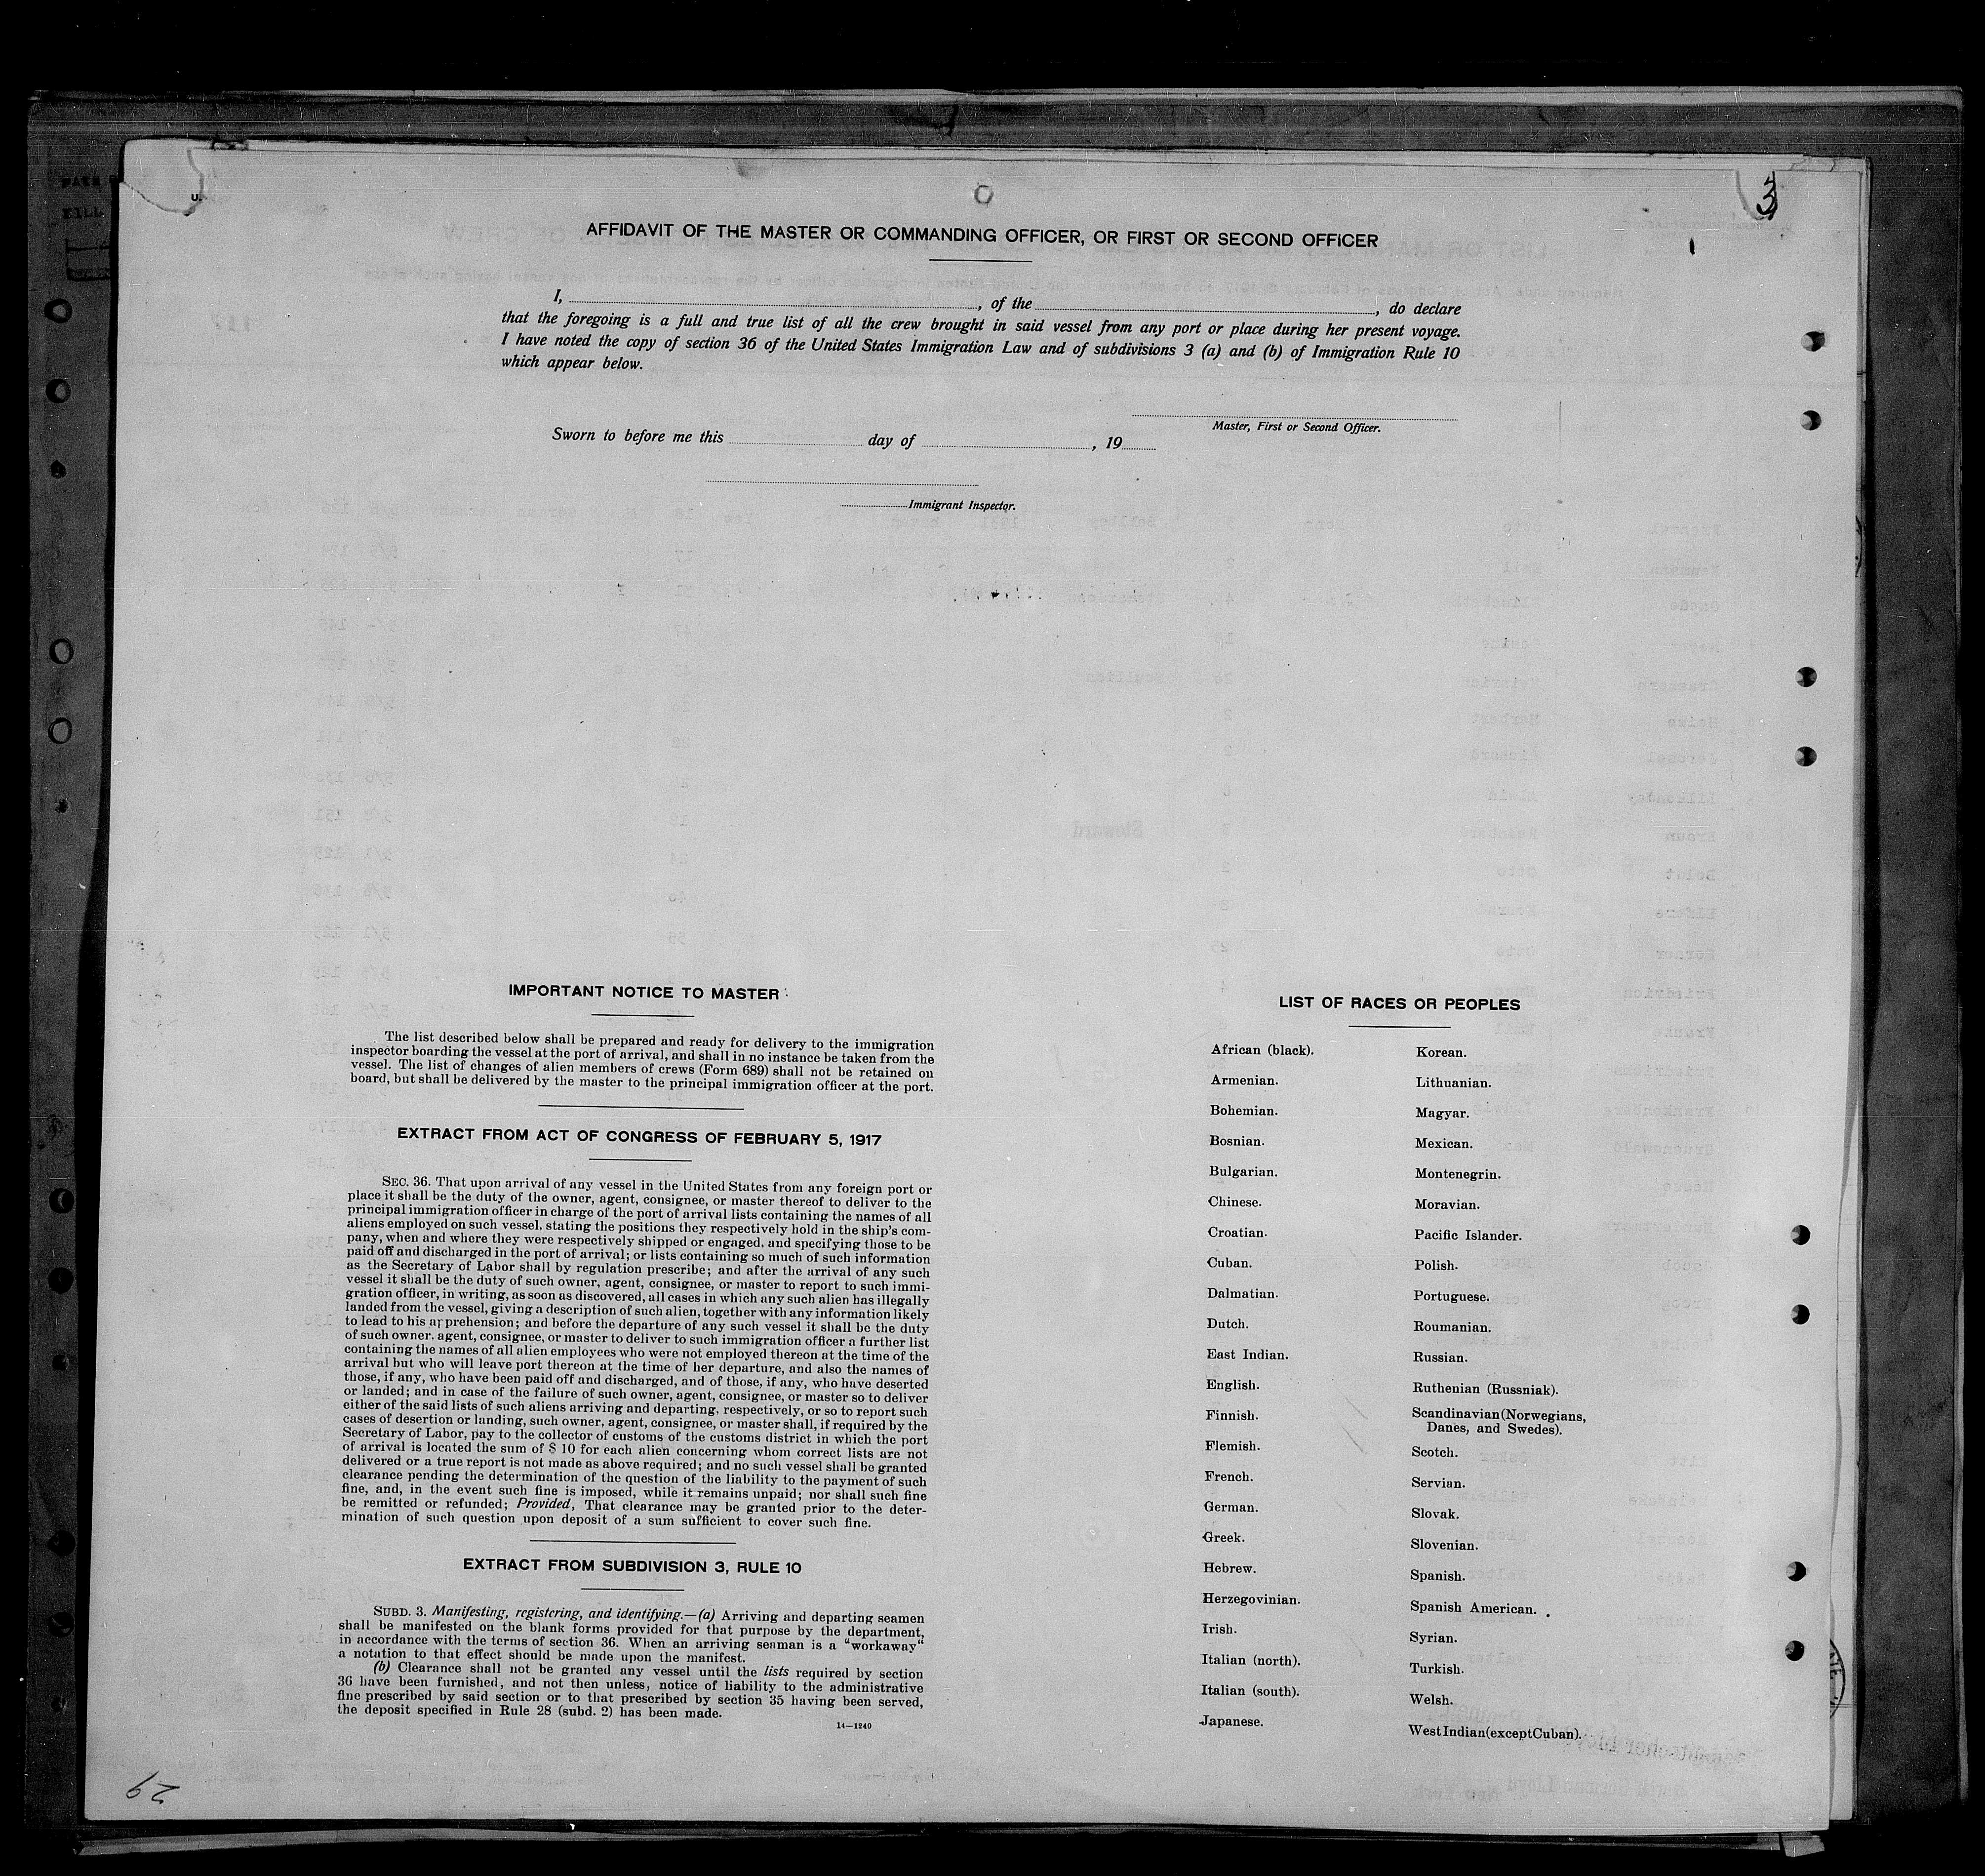 U.
3
AFFIDAVIT OF THE MASTER OR COMMANDING OFFICER, OR FIRST OR SECOND OFFICER
I, , of the , do declare
that the foregoing is a full and true list of all the crew brought in said vessel from any port or place during her present voyage.
I have noted the copy of section 36 of the United States Immigration Law and of subdivisions 3 (a) and (b) of Immigration Rule 10
which appear below.
Master, First or Second Officer.
Sworn to before me this day of , 19
Immigrant Inspector.
IMPORTANT NOTICE TO MASTER
The list described below shall be prepared and ready for delivery to the immigration
inspector boarding the vessel at the port of arrival, and shall in no instance be taken from the
vessel. The list of changes of alien members of crews (Form 689) shall not be retained on
board, but shall be delivered by the master to the principal immigration officer at the port.
EXTRACT FROM ACT OF CONGRESS OF FEBRUARY 5, 1917
SEC. 36. That upon arrival of any vessel in the United States from any foreign port or
place it shall be the duty of the owner, agent, consignee, or master thereof to deliver to the
principal immigration officer in charge of the port of arrival lists containing the names of all
aliens employed on such vessel, stating the positions they respectively hold in the ship's com-
pany, when and where they were respectively shipped or engaged, and specifying those to be
paid off and discharged in the port of arrival; or lists containing so much of such information
as the Secretary of Labor shall by regulation prescribe; and after the arrival of any such
vessel it shall be the duty of such owner, agent, consignee, or master to report to such immi-
gration officer, in writing, as soon as discovered, all cases in which any such alien has illegally
landed from the vessel, giving a description of such alien, together with any information likely
to lead to his apprehension; and before the departure of any such vessel it shall be the duty
of such owner, agent, consignee, or master to deliver to such immigration officer a further list
containing the names of all alien employees who were not employed thereon at the time of the
arrival but who will leave port thereon at the time of her departure, and also the names of
those, if any, who have been paid off and discharged, and of those, if any, who have deserted
or landed; and in case of the failure of such owner, agent, consignee, or master so to deliver
either of the said lists of such aliens arriving and departing, respectively, or so to report such
cases of desertion or landing, such owner, agent, consignee, or master shall, if required by the
Secretary of Labor, pay to the collector of customs of the customs district in which the port
of arrival is located the sum of $ 10 for each alien concerning whom correct lists are not
delivered or a true report is not made as above required; and no such vessel shall be granted
clearance pending the determination of the question of the liability to the payment of such
fine, and, in the event such fine is imposed, while it remains unpaid; nor shall such fine
be remitted or refunded; Provided, That clearance may be granted prior to the deter-
mination of such question upon deposit of a sum sufficient to cover such fine.
EXTRACT FROM SUBDIVISION 3, RULE 10
SUBD. 3. Manifesting, registering, and identifying.—(a) Arriving and departing seamen
shall be manifested on the blank forms provided for that purpose by the department,
in accordance with the terms of section 36. When an arriving seaman is a "workaway"
a notation to that effect should be made upon the manifest.
(b) Clearance shall not be granted any vessel until the lists required by section
36 have been furnished, and not then unless, notice of liability to the administrative
fine prescribed by said section or to that prescribed by section 35 having been served,
the deposit specified in Rule 28 (subd. 2) has been made.
14—1240
LIST OF RACES OR PEOPLES
African (black).
Armenian.
Bohemian.
Bosnian.
Bulgarian.
Chinese.
Croatian.
Cuban.
Dalmatian.
Dutch.
East Indian.
English.
Finnish.
Flemish.
French.
German.
Greek.
Hebrew.
Herzegovinian.
Irish.
Italian (north).
Italian (south).
Japanese.
Korean.
Lithuanian.
Magyar.
Mexican.
Montenegrin.
Moravian.
Pacific Islander.
Polish.
Portuguese.
Roumanian.
Russian.
Ruthenian (Russniak).
Scandinavian (Norwegians,
Danes, and Swedes).
Scotch.
Servian.
Slovak.
Slovenian.
Spanish.
Spanish American.
Syrian.
Turkish.
Welsh.
West Indian (except Cuban).
29